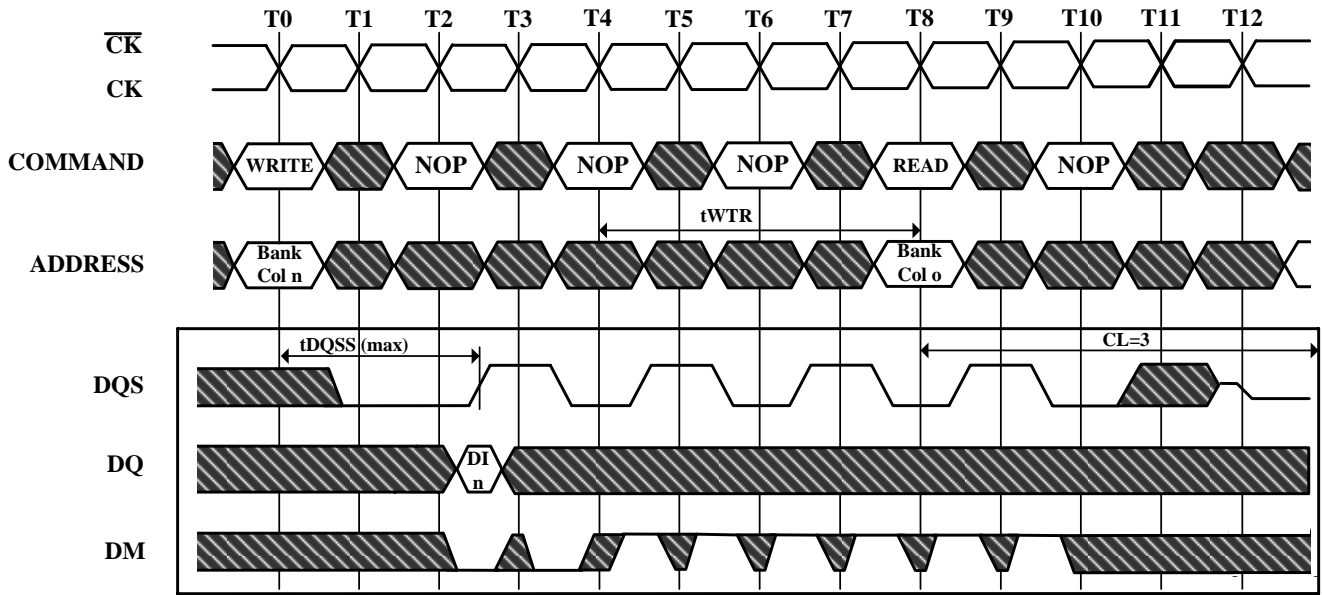 T0 T1 T2 T3 T4 T5 T6 T7 T8 T9 T10 T11 T12
CK
CK
COMMAND WRITE NOP NOP NOP READ NOP
tWTR
ADDRESS Bank Col n Bank Col o
tDQSS (max) CL=3
DQS
DQ DI n
DM